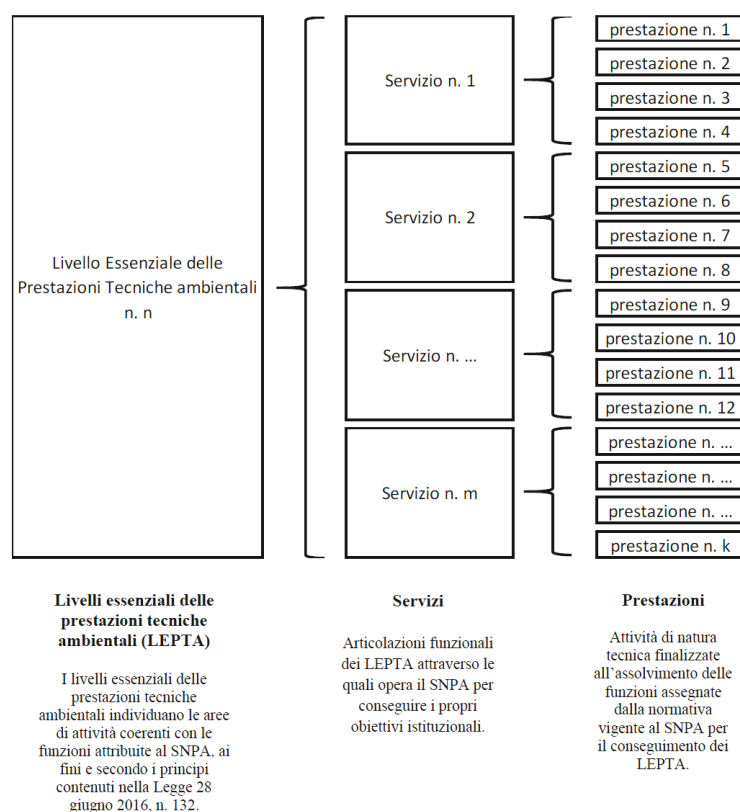 Livello Essenziale delle
Prestazioni Tecniche ambientali
n. n
Servizio n. 1
Servizio n. 2
Servizio n. ...
Servizio n. m
prestazione n. 1
prestazione n. 2
prestazione n. 3
prestazione n. 4
prestazione n. 5
prestazione n. 6
prestazione n. 7
prestazione n. 8
prestazione n. 9
prestazione n. 10
prestazione n. 11
prestazione n. 12
prestazione n. ...
prestazione n. ...
prestazione n. ...
prestazione n. k
Livelli essenziali delle
prestazioni tecniche
ambientali (LEPTA)
I livelli essenziali delle
prestazioni tecniche
ambientali individuano le aree
di attività coerenti con le
funzioni attribuite al SNPA, ai
fini e secondo i principi
contenuti nella Legge 28
giugno 2016, n. 132.
Servizi
Articolazioni funzionali
dei LEPTA attraverso le
quali opera il SNPA per
conseguire i propri
obiettivi istituzionali.
Prestazioni
Attività di natura
tecnica finalizzate
all’assolvimento delle
funzioni assegnate
dalla normativa
vigente al SNPA per
il conseguimento dei
LEPTA.